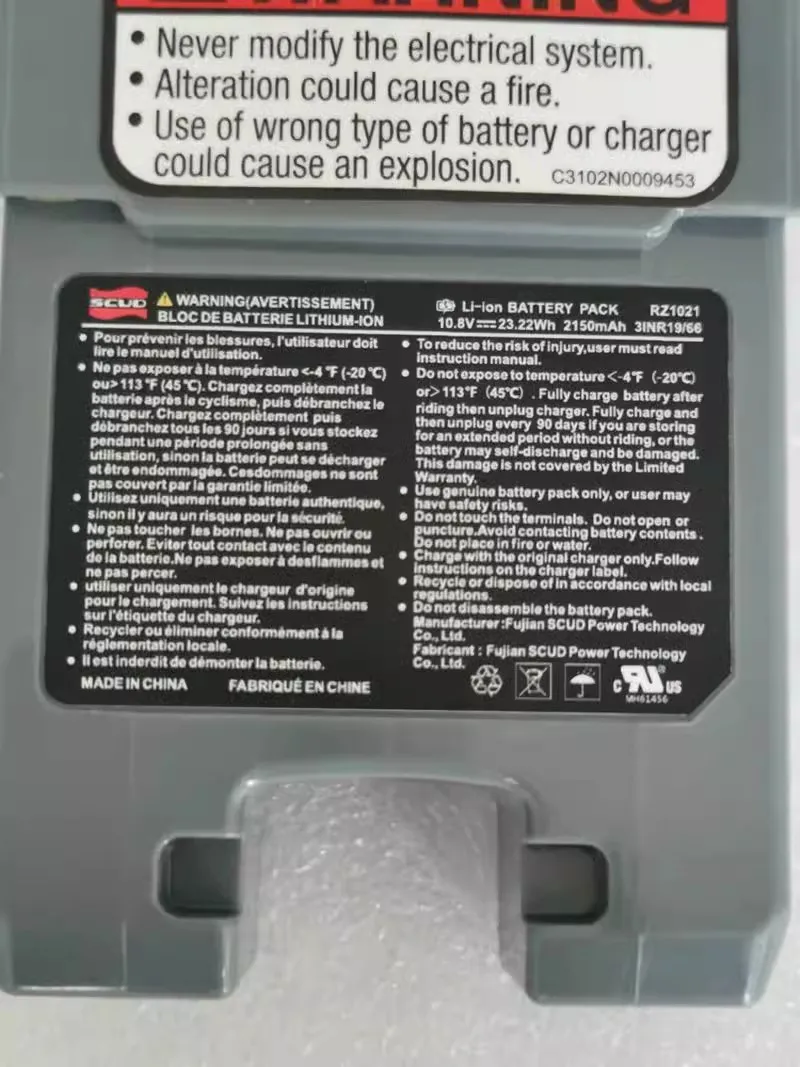 WARNING
• Never modify the electrical system.
• Alteration could cause a fire.
• Use of wrong type of battery or charger
could cause an explosion.
C3102N0009453
SCUD
WARNING(AVERTISSEMENT)
BLOC DE BATTERIE LITHIUM-ION
Li-ion BATTERY PACK RZ1021
10.8V⎓23.22Wh 2150mAh 3INR19/66
• Pour prévenir les blessures, l'utilisateur doit
lire le manuel d'utilisation.
• Ne pas exposer à la température <-4 °F (-20 °C)
ou> 113 °F (45 °C). Chargez complètement la
batterie après le cyclisme, puis débranchez le
chargeur. Chargez complètement puis
débranchez tous les 90 jours si vous stockez
pendant une période prolongée sans
utilisation, sinon la batterie peut se décharger
et être endommagée. Cesdommages ne sont
pas couvert par la garantie limitée.
• Utilisez uniquement une batterie authentique,
sinon il y aura un risque pour la sécurité.
• Ne pas toucher les bornes. Ne pas ouvrir ou
perforer. Eviter tout contact avec le contenu
de la batterie.Ne pas exposer à desflammes et
ne pas percer.
• utiliser uniquement le chargeur d'origine
pour le chargement. Suivez les instructions
sur l'étiquette du chargeur.
• Recycler ou éliminer conformément à la
réglementation locale.
• Il est interdit de démonter la batterie.
MADE IN CHINA FABRIQUÉ EN CHINE
• To reduce the risk of injury,user must read
instruction manual.
• Do not expose to temperature <-4°F (-20°C)
or> 113°F (45°C) . Fully charge battery after
riding then unplug charger. Fully charge and
then unplug every 90 days if you are storing
for an extended period without riding, or the
battery may self-discharge and be damaged.
This damage is not covered by the Limited
Warranty.
• Use genuine battery pack only, or user may
have safety risks.
• Do not touch the terminals. Do not open or
puncture.Avoid contacting battery contents .
Do not place in fire or water.
• Charge with the original charger only.Follow
instructions on the charger label.
• Recycle or dispose of in accordance with local
regulations.
• Do not disassemble the battery pack.
Manufacturer :Fujian SCUD Power Technology
Co., Ltd.
Fabricant : Fujian SCUD Power Technology
Co., Ltd.
c RU® US
MH61456